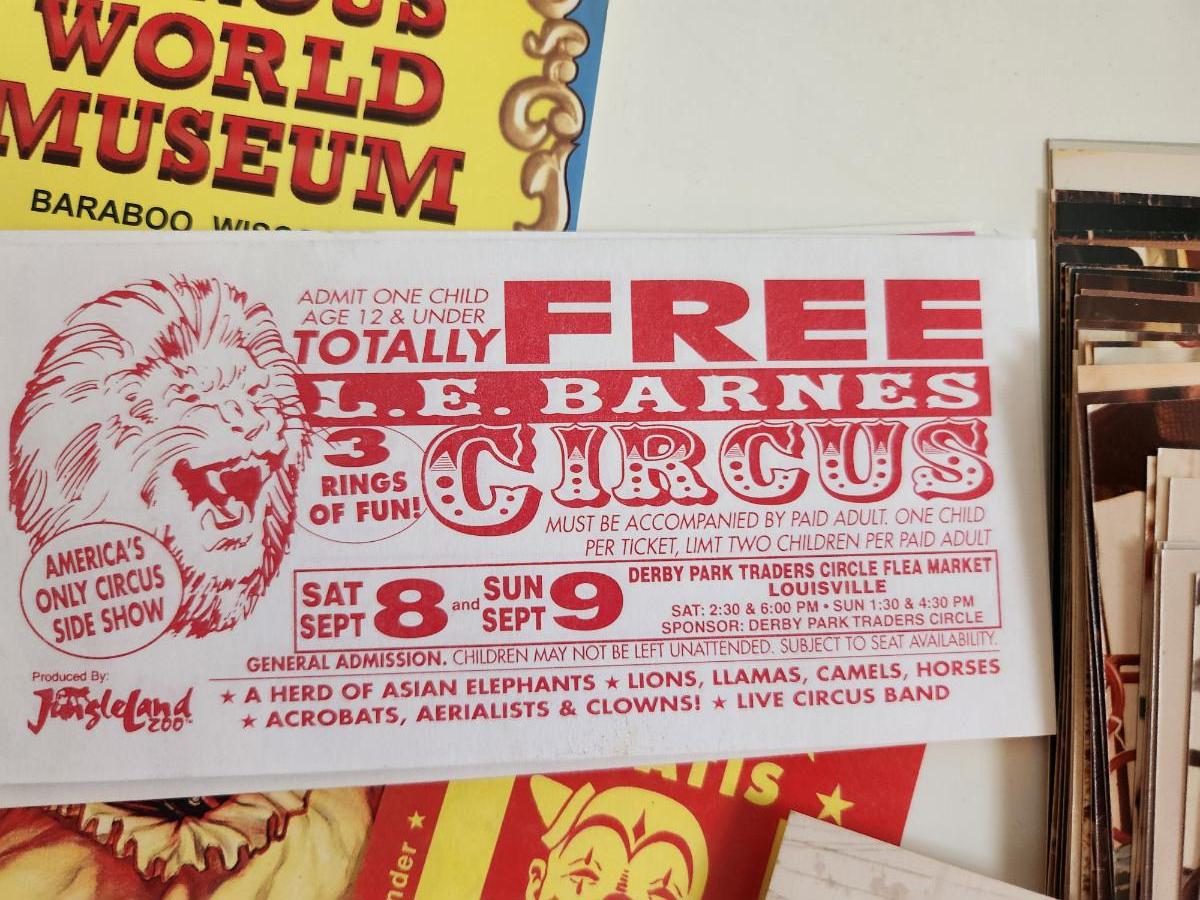 WORLD
MUSEUM
BARABOO
ADMIT ONE CHILD
AGE 12 & UNDER
TOTALLY FREE
L.E. BARNES
CIRCUS
3
RINGS
OF FUN!
MUST BE ACCOMPANIED BY PAID ADULT. ONE CHILD
PER TICKET, LIMT TWO CHILDREN PER PAID ADULT
AMERICA'S
ONLY CIRCUS
SIDE SHOW
SAT SEPT 8 and SUN SEPT 9
DERBY PARK TRADERS CIRCLE FLEA MARKET
LOUISVILLE
SAT: 2:30 & 6:00 PM • SUN 1:30 & 4:30 PM
SPONSOR: DERBY PARK TRADERS CIRCLE
GENERAL ADMISSION. CHILDREN MAY NOT BE LEFT UNATTENDED. SUBJECT TO SEAT AVAILABILITY.
Produced By:
JungleLand
ZOO
★ A HERD OF ASIAN ELEPHANTS ★ LIONS, LLAMAS, CAMELS, HORSES
★ ACROBATS, AERIALISTS & CLOWNS! ★ LIVE CIRCUS BAND